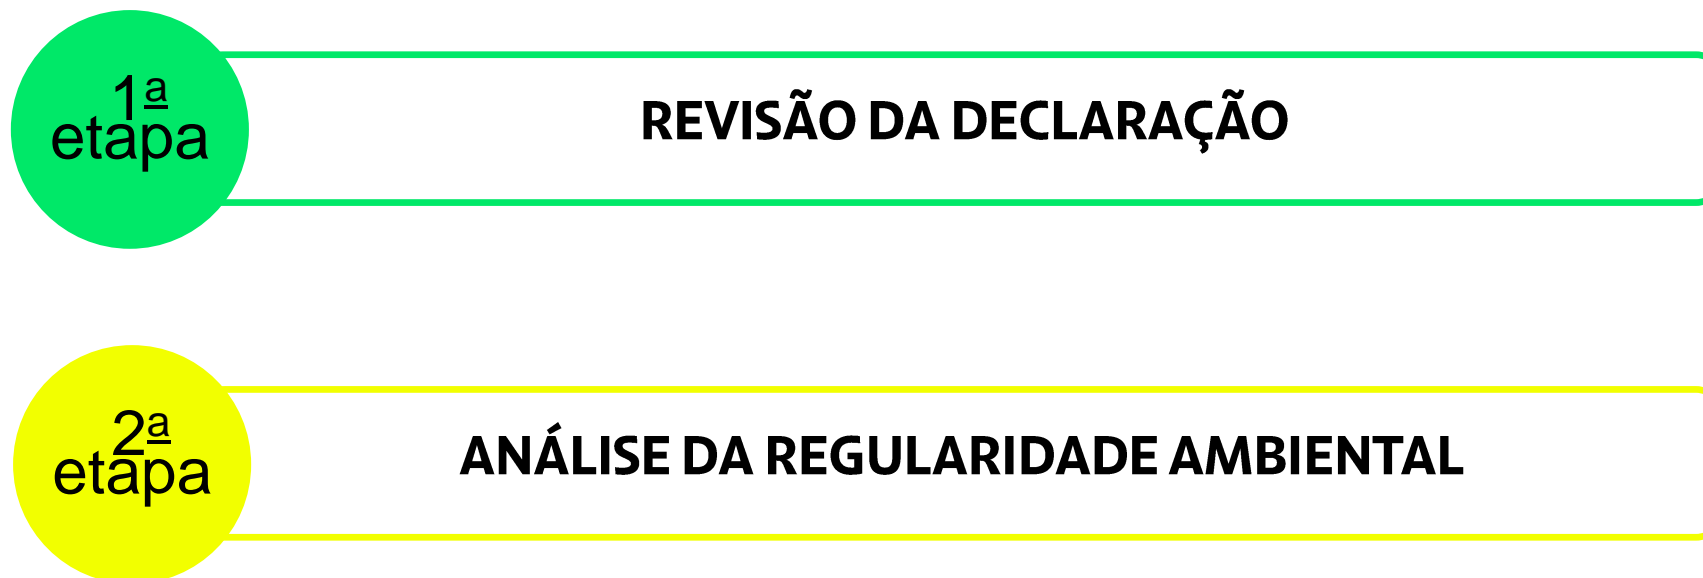 1ª
etapa
REVISÃO DA DECLARAÇÃO
2ª
etapa
ANÁLISE DA REGULARIDADE AMBIENTAL